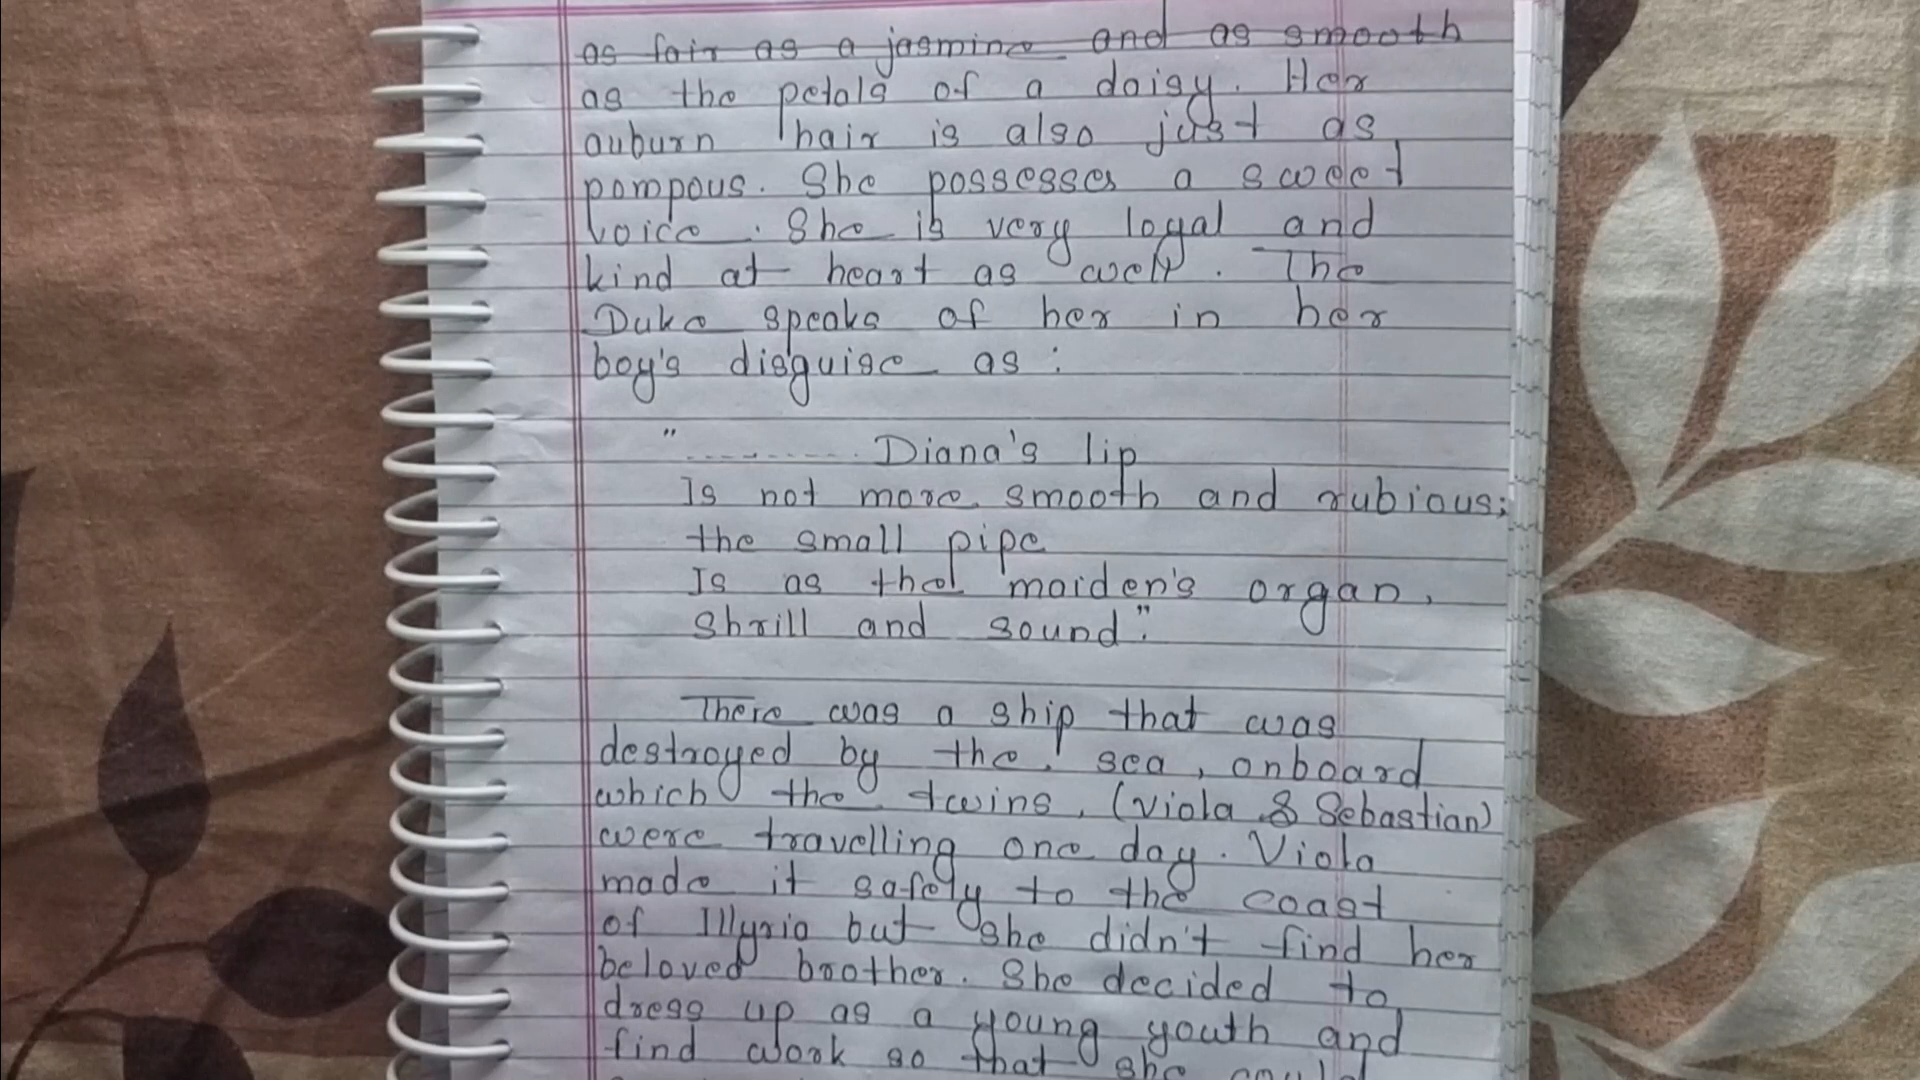 as fair as a jasmine and as smooth
as the petals of a daisy. Her
auburn hair is also just as
pompous. She possesses a sweet
voice. She is very loyal and
kind at heart as well. The
Duke speaks of her in her
boy's disguise as:
".......... Diana's lip
Is not more smooth and rubious;
the small pipe
Is as the maiden's organ,
Shrill and sound".
There was a ship that was
destroyed by the sea, onboard
which the twins, (Viola & Sebastian)
were travelling one day. Viola
made it safely to the coast
of Illyria but she didn't find her
beloved brother. She decided to
dress up as a young youth and
find work so that she could